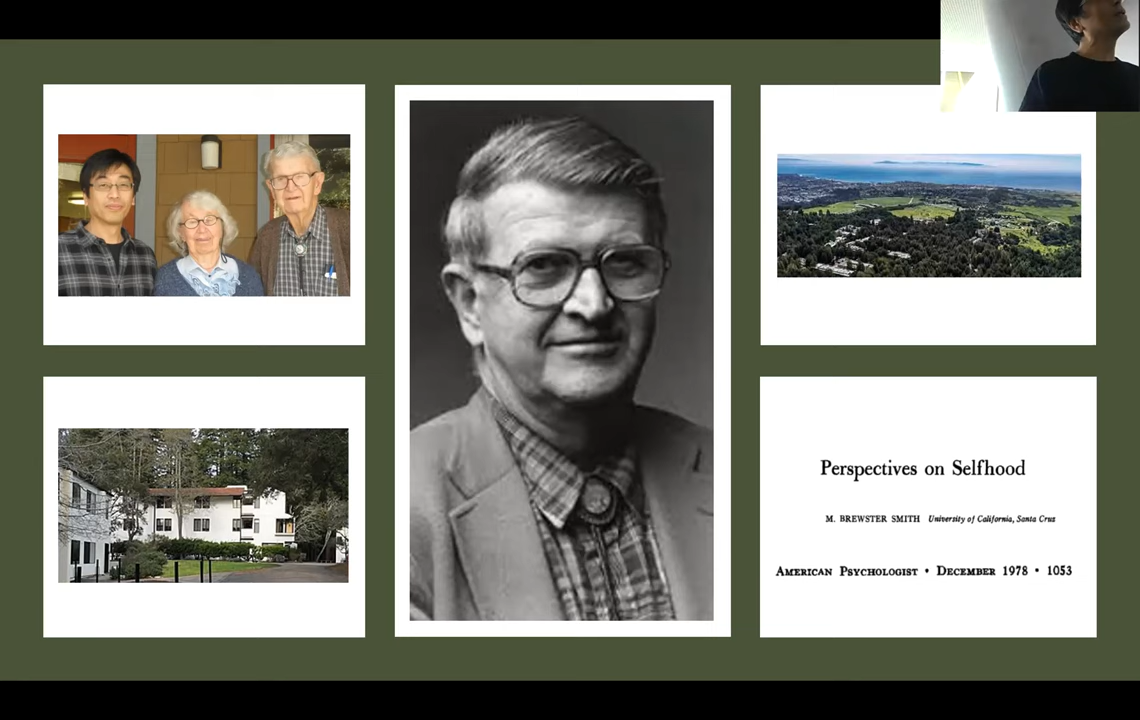 Perspectives on Selfhood
M. BREWSTER SMITH University of California, Santa Cruz
AMERICAN PSYCHOLOGIST • DECEMBER 1978 • 1053